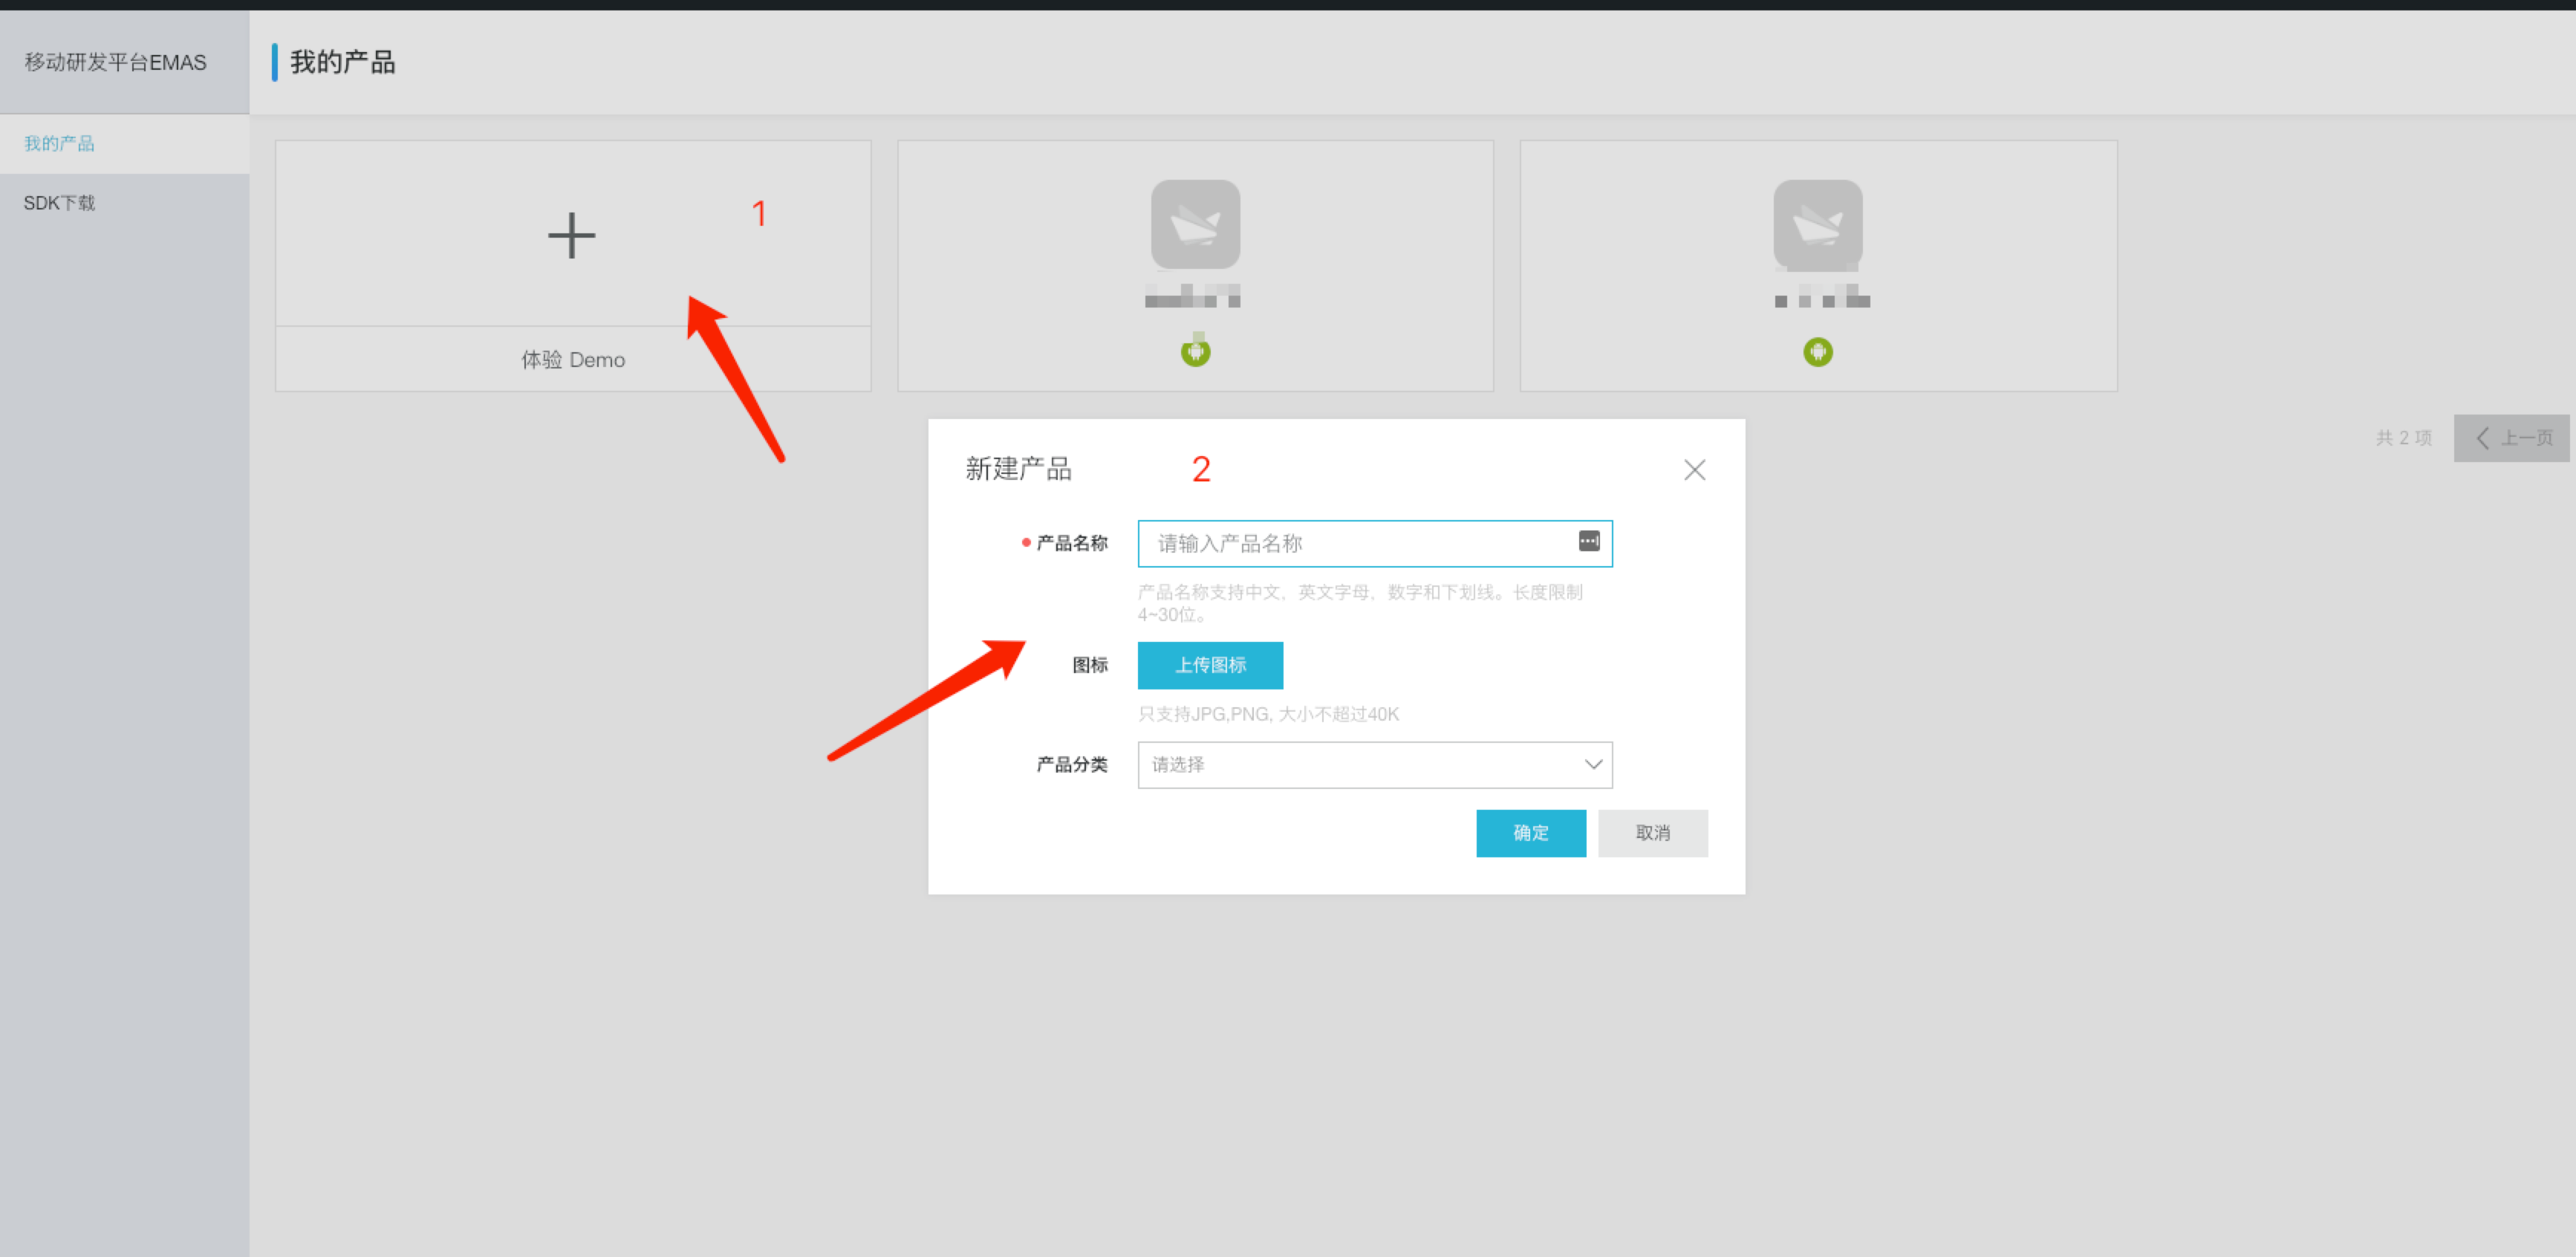 移动研发平台EMAS
我的产品
我的产品
SDK下载
1
体验 Demo
共 2 项
上一页
新建产品
2
产品名称
请输入产品名称
产品名称支持中文，英文字母，数字和下划线。长度限制
4~30位。
图标
上传图标
只支持JPG,PNG, 大小不超过40K
产品分类
请选择
确定
取消